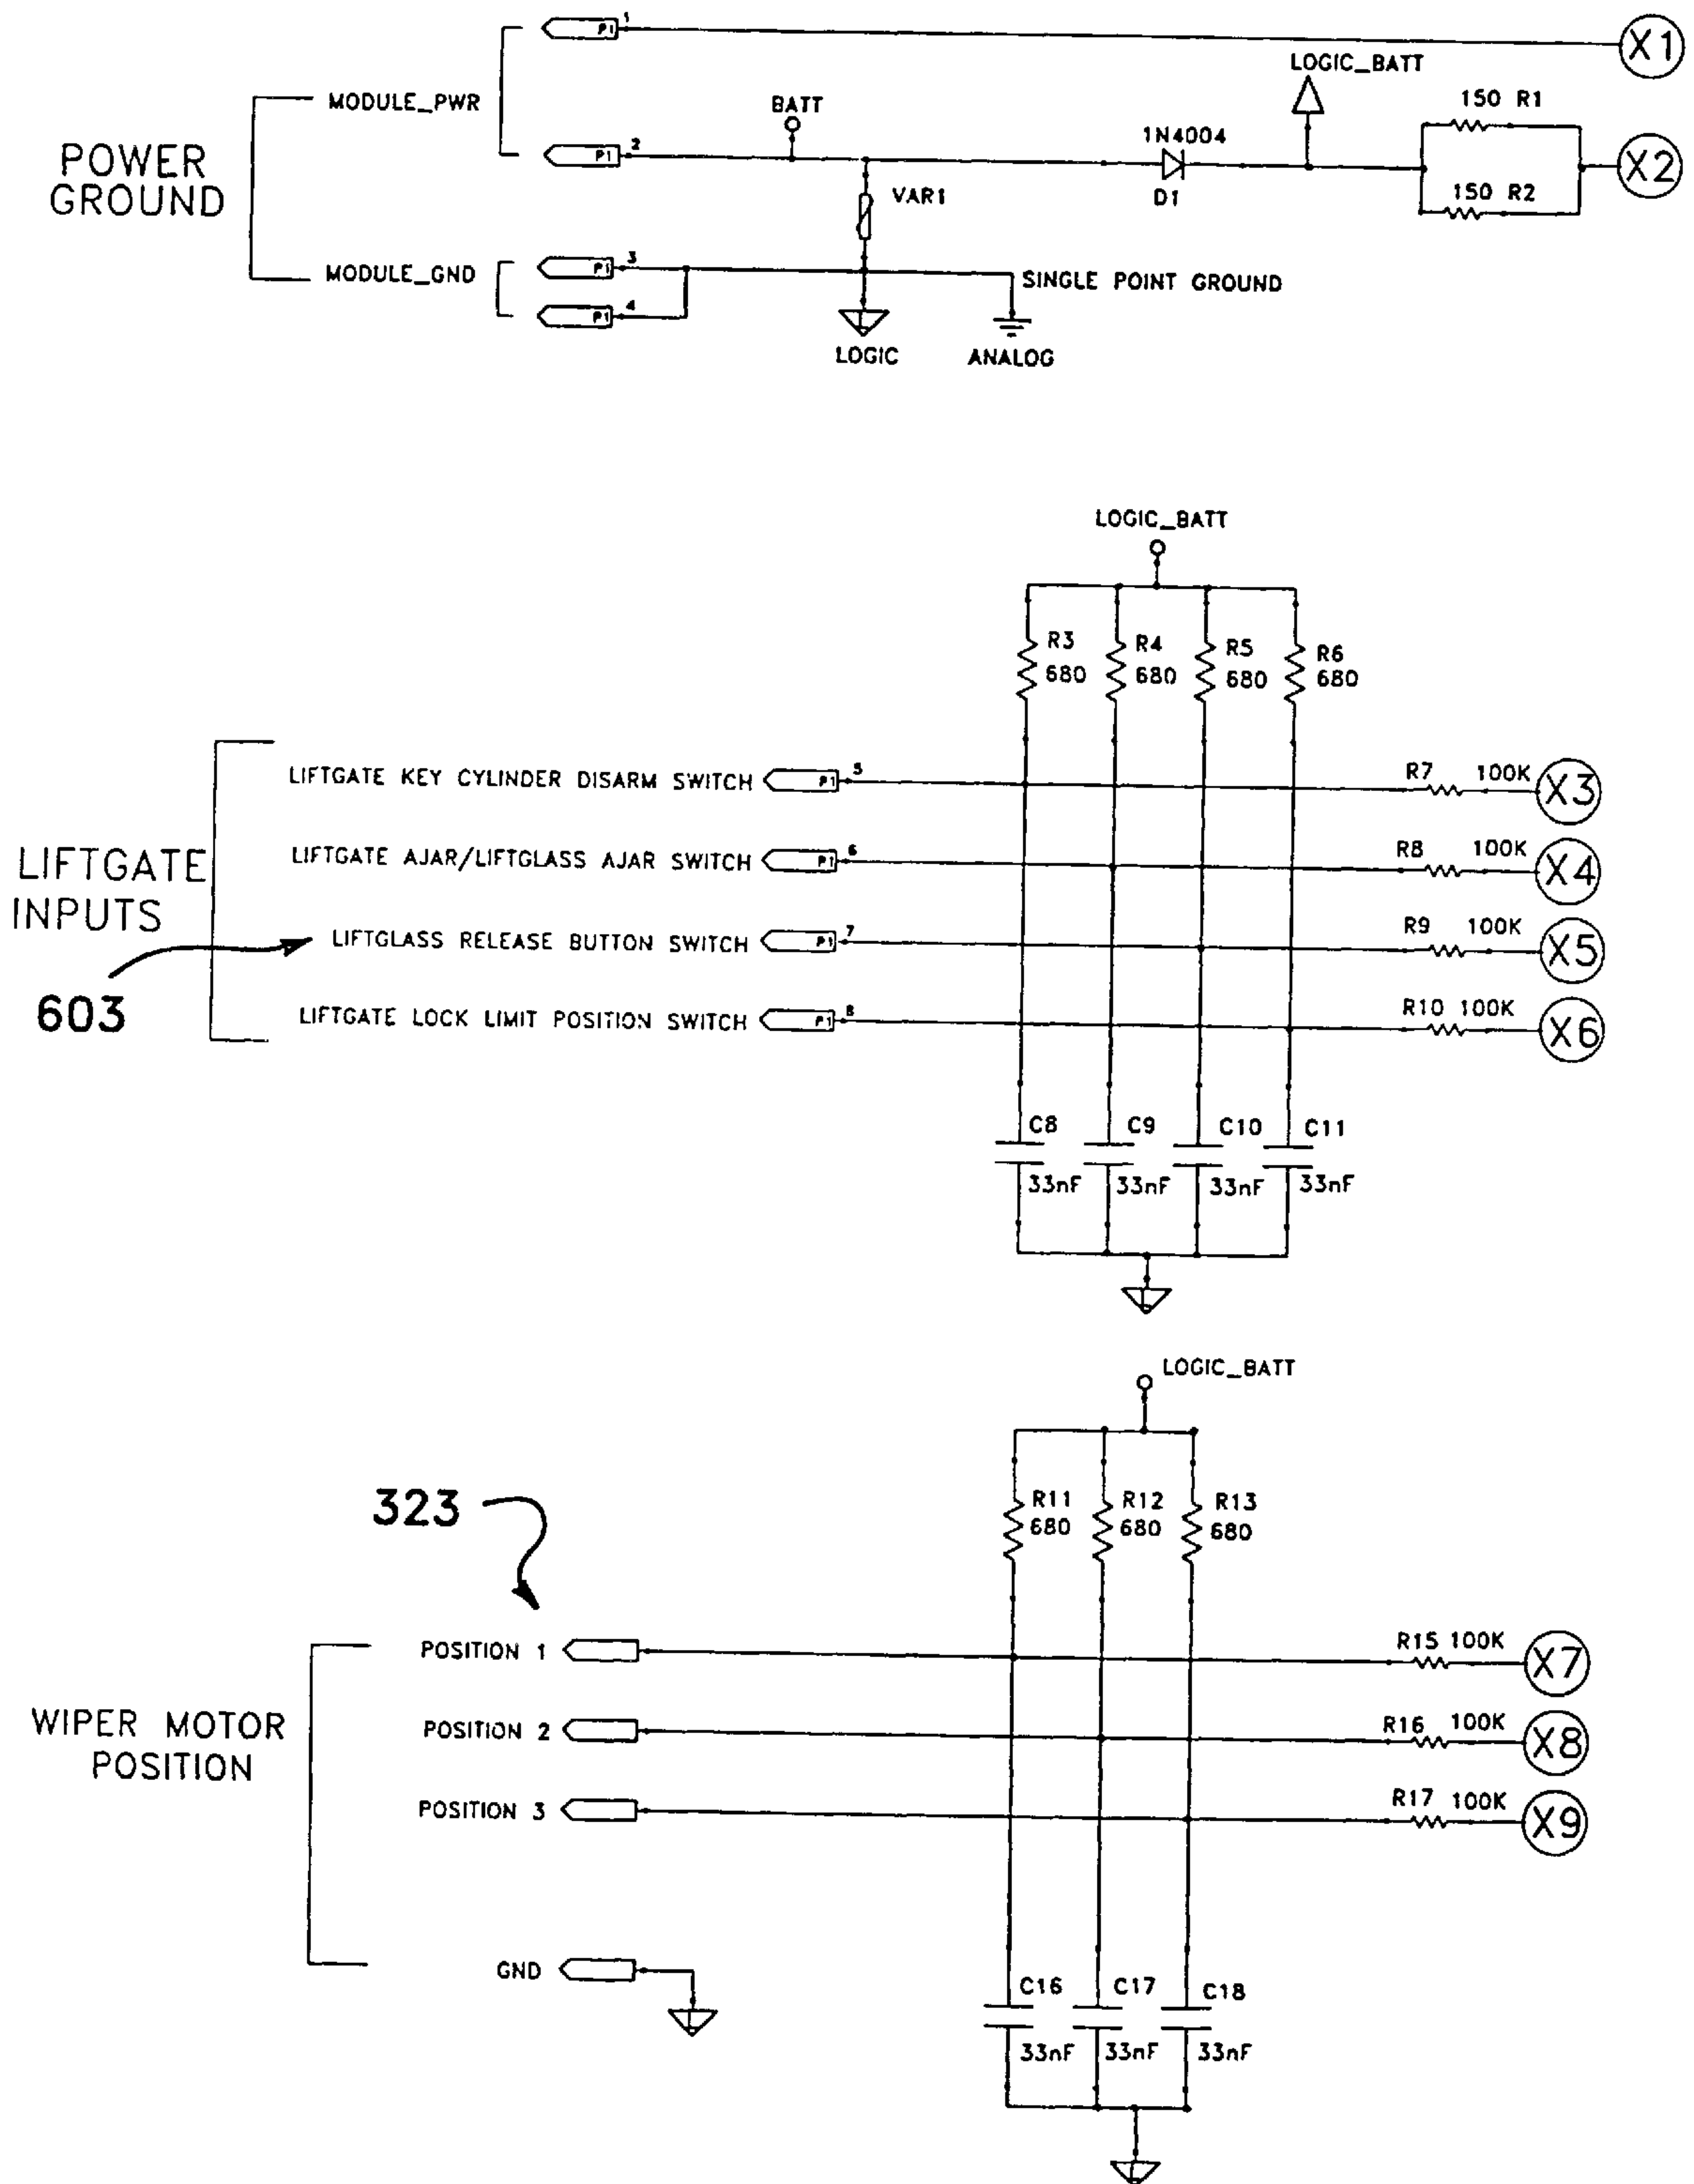 P1 1
X1
LOGIC_BATT
MODULE_PWR
BATT
150 R1
1N4004
P1 2
POWER
GROUND
X2
VAR1
D1
150 R2
MODULE_GND
P1 3
SINGLE POINT GROUND
P1 4
LOGIC
ANALOG
LOGIC_BATT
R3
680
R4
680
R5
680
R6
680
LIFTGATE
INPUTS
603
LIFTGATE KEY CYLINDER DISARM SWITCH P1 5
R7 100K X3
LIFTGATE AJAR/LIFTGLASS AJAR SWITCH P1 6
R8 100K X4
LIFTGLASS RELEASE BUTTON SWITCH P1 7
R9 100K X5
LIFTGATE LOCK LIMIT POSITION SWITCH P1 8
R10 100K X6
C8 C9 C10 C11
33nF 33nF 33nF 33nF
LOGIC_BATT
R11
680
R12
680
R13
680
323
WIPER MOTOR
POSITION
POSITION 1
R15 100K X7
POSITION 2
R16 100K X8
POSITION 3
R17 100K X9
GND
C16 C17 C18
33nF 33nF 33nF